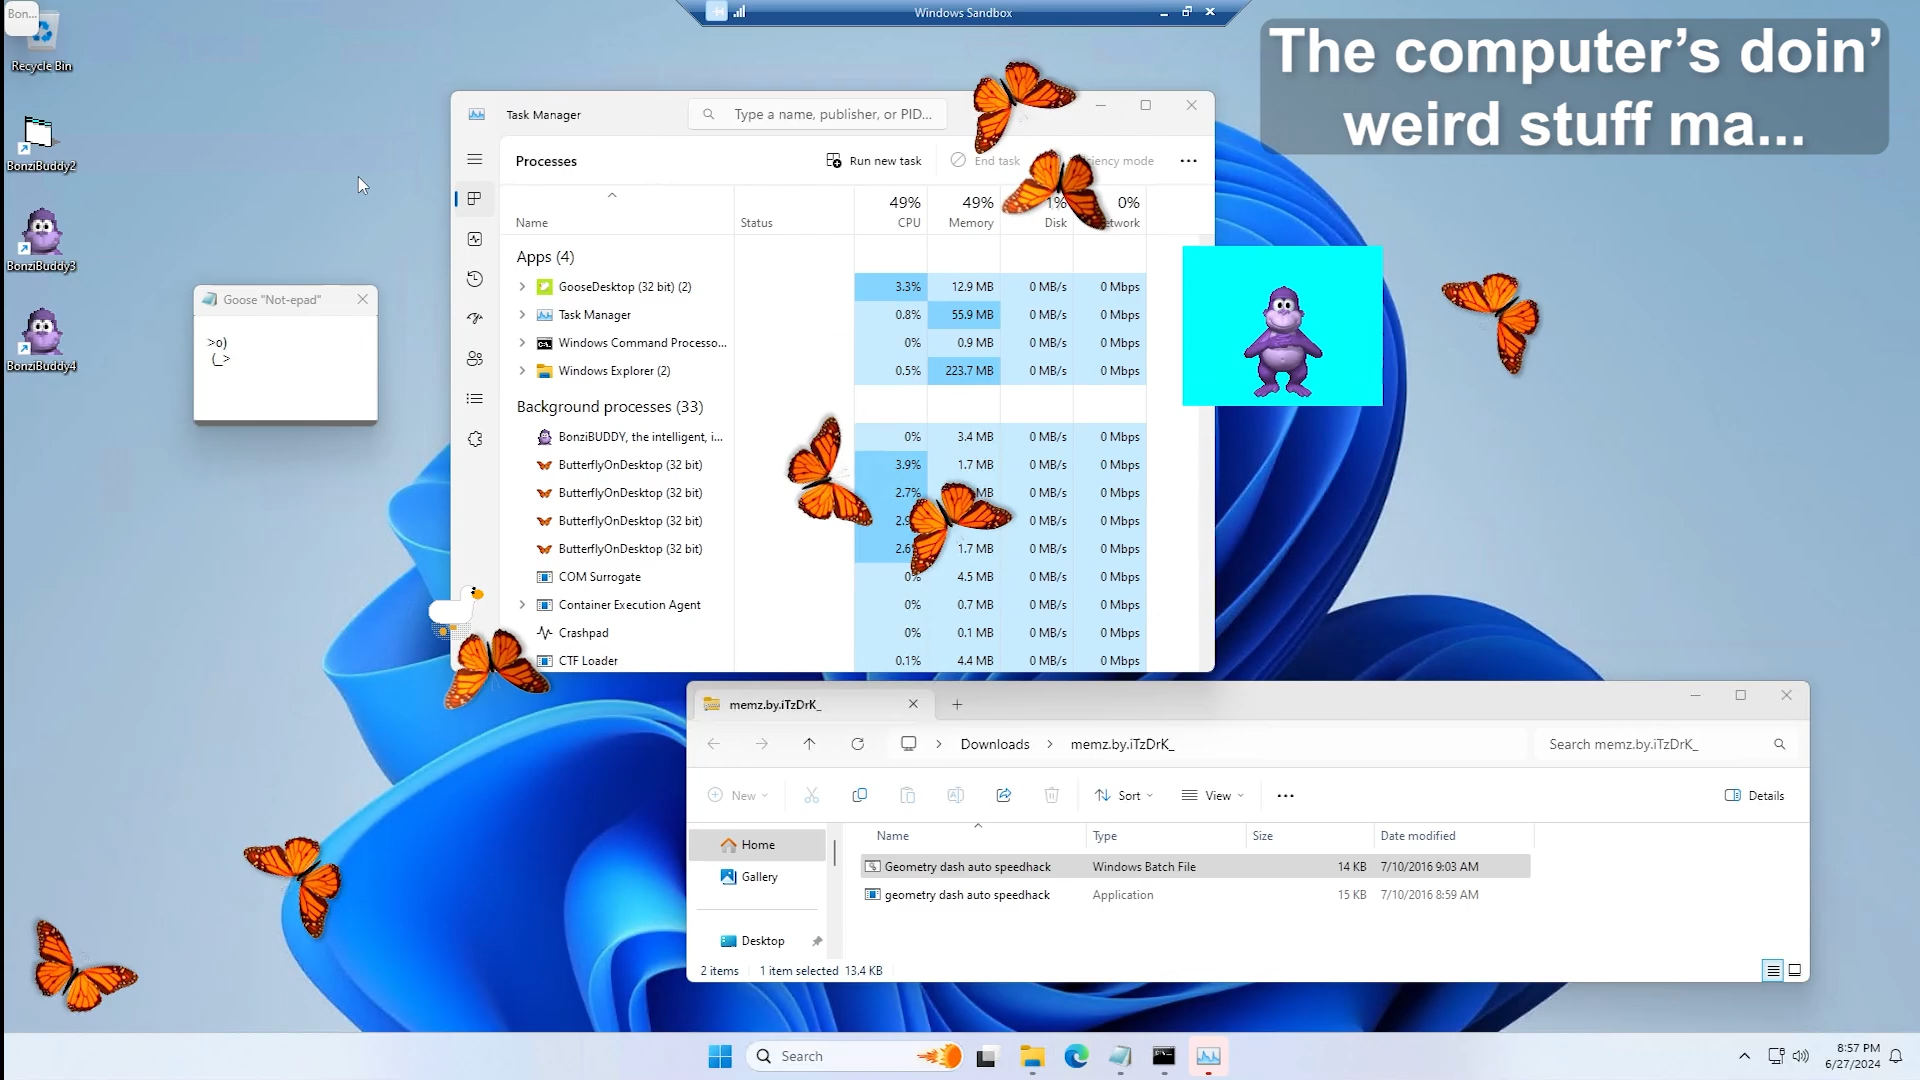 Bon...
Recycle Bin
BonziBuddy2
BonziBuddy3
BonziBuddy4
Windows Sandbox
The computer’s doin’
weird stuff ma...
Goose "Not-epad"
>o)
(_>
Task Manager
Type a name, publisher, or PID...
Processes
Run new task
End task
mode
49% 49% 1% 0%
Name Status CPU Memory Disk
Apps (4)
GooseDesktop (32 bit) (2) 3.3% 12.9 MB 0 MB/s 0 Mbps
Task Manager 0.8% 55.9 MB 0 MB/s 0 Mbps
Windows Command Processo... 0% 0.9 MB 0 MB/s 0 Mbps
Windows Explorer (2) 0.5% 223.7 MB 0 MB/s 0 Mbps
Background processes (33)
BonziBUDDY, the intelligent, i... 0% 3.4 MB 0 MB/s 0 Mbps
ButterflyOnDesktop (32 bit) 3.9% 1.7 MB 0 MB/s 0 Mbps
ButterflyOnDesktop (32 bit) 2.7% MB 0 MB/s 0 Mbps
ButterflyOnDesktop (32 bit) 0 MB/s 0 Mbps
ButterflyOnDesktop (32 bit) 1.7 MB 0 MB/s 0 Mbps
COM Surrogate 0% 4.5 MB 0 MB/s 0 Mbps
Container Execution Agent 0% 0.7 MB 0 MB/s 0 Mbps
Crashpad 0% 0.1 MB 0 MB/s 0 Mbps
CTF Loader 0.1% 4.4 MB 0 MB/s 0 Mbps
memz.by.iTzDrK_
Downloads > memz.by.iTzDrK_
Search memz.by.iTzDrK_
New Sort View ... Details
Home
Gallery
Desktop
Name Type Size Date modified
Geometry dash auto speedhack Windows Batch File 14 KB 7/10/2016 9:03 AM
geometry dash auto speedhack Application 15 KB 7/10/2016 8:59 AM
2 items 1 item selected 13.4 KB
Search
8:57 PM
6/27/2024